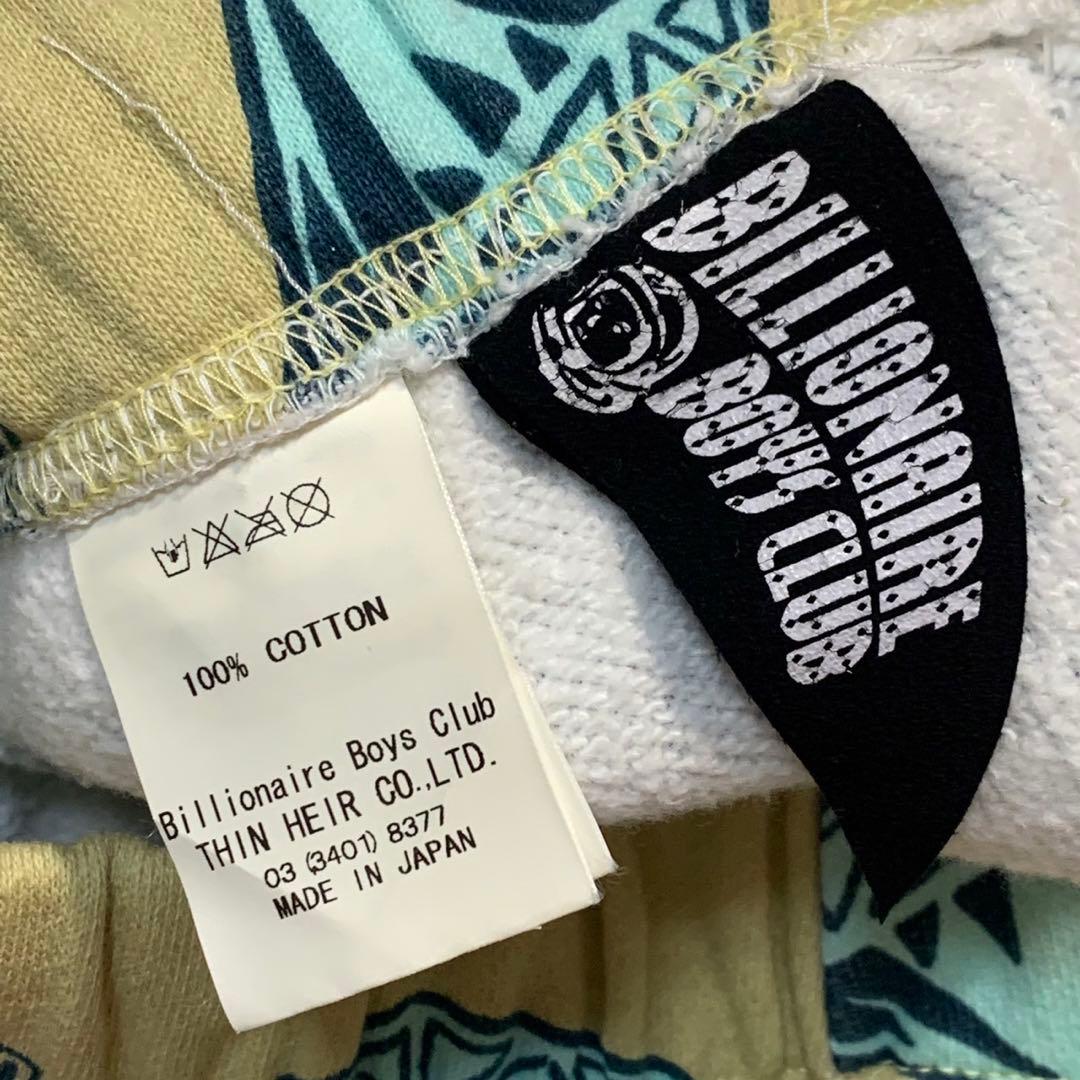 BILLIONAIRE
BOYS CLUB
100% COTTON
Billionaire Boys Club
THIN HEIR CO.,LTD.
03 (3401) 8377
MADE IN JAPAN